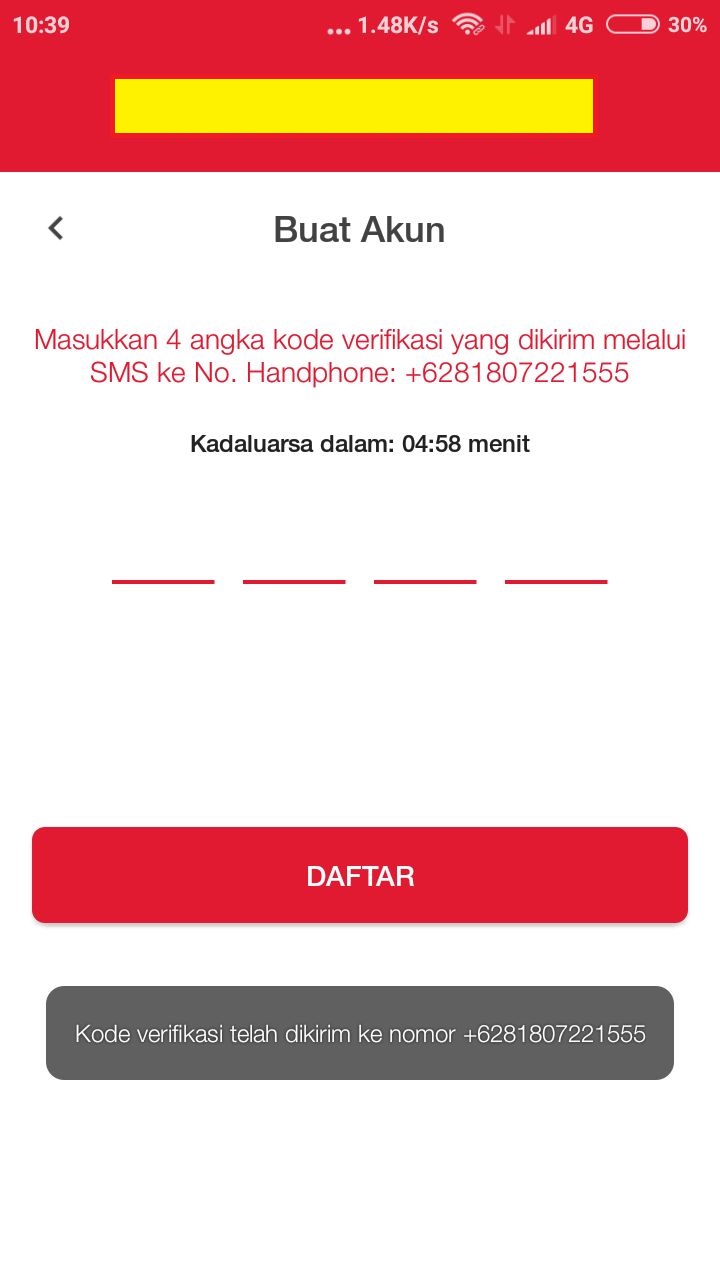 10:39 ... 1.48K/s 4G 30%
Buat Akun
Masukkan 4 angka kode verifikasi yang dikirim melalui
SMS ke No. Handphone: +6281807221555
Kadaluarsa dalam: 04:58 menit
DAFTAR
Kode verifikasi telah dikirim ke nomor +6281807221555